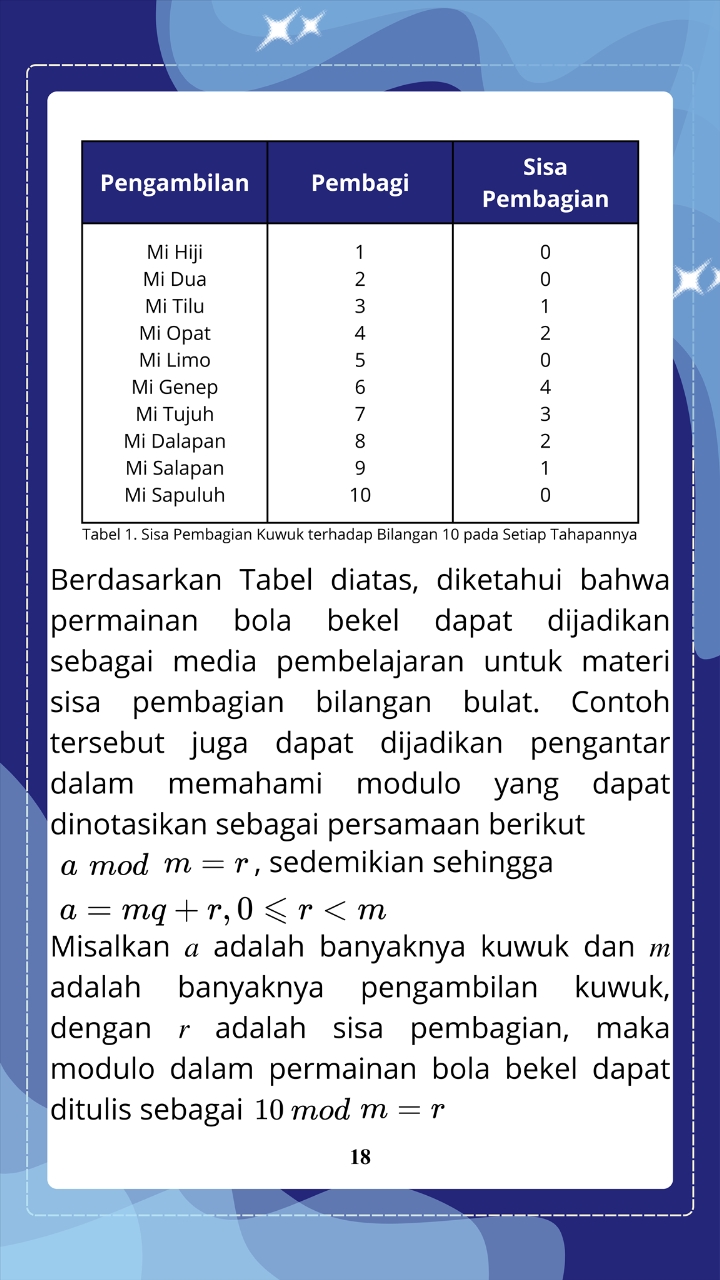 Pengambilan Pembagi Sisa Pembagian
Mi Hiji 1 0
Mi Dua 2 0
Mi Tilu 3 1
Mi Opat 4 2
Mi Limo 5 0
Mi Genep 6 4
Mi Tujuh 7 3
Mi Dalapan 8 2
Mi Salapan 9 1
Mi Sapuluh 10 0
Tabel 1. Sisa Pembagian Kuwuk terhadap Bilangan 10 pada Setiap Tahapannya
Berdasarkan Tabel diatas, diketahui bahwa
permainan bola bekel dapat dijadikan
sebagai media pembelajaran untuk materi
sisa pembagian bilangan bulat. Contoh
tersebut juga dapat dijadikan pengantar
dalam memahami modulo yang dapat
dinotasikan sebagai persamaan berikut
a mod m = r, sedemikian sehingga
a = mq + r, 0 ⩽ r < m
Misalkan a adalah banyaknya kuwuk dan m
adalah banyaknya pengambilan kuwuk,
dengan r adalah sisa pembagian, maka
modulo dalam permainan bola bekel dapat
ditulis sebagai 10 mod m = r
18